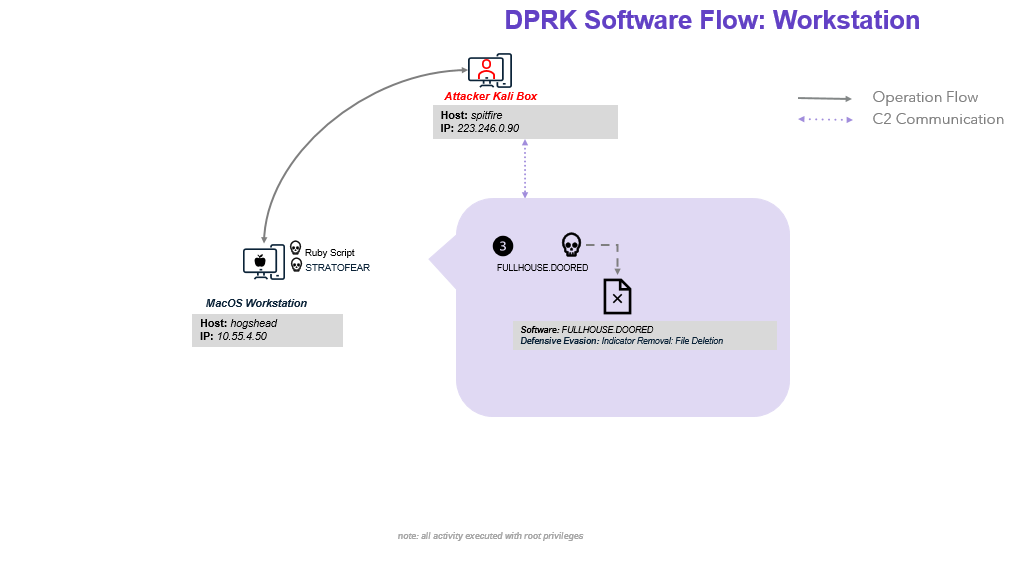 DPRK Software Flow: Workstation
Attacker Kali Box
Host: spitfire
IP: 223.246.0.90
Operation Flow
C2 Communication
Ruby Script
STRATOFEAR
MacOS Workstation
Host: hogshead
IP: 10.55.4.50
3
FULLHOUSE.DOORED
Software: FULLHOUSE.DOORED
Defensive Evasion: Indicator Removal: File Deletion
note: all activity executed with root privileges